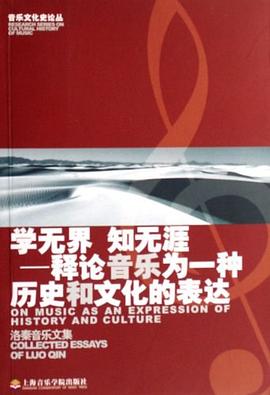 音乐文化史论丛
RESEARCH SERIES ON
CULTURAL HISTORY
OF MUSIC
学无界 知无涯
—释论音乐为一种
历史和文化的表达
ON MUSIC AS AN EXPRESSION OF
HISTORY AND CULTURE
洛秦音乐文集
COLLECTED ESSAYS
OF LUO QIN
上海音乐学院出版社